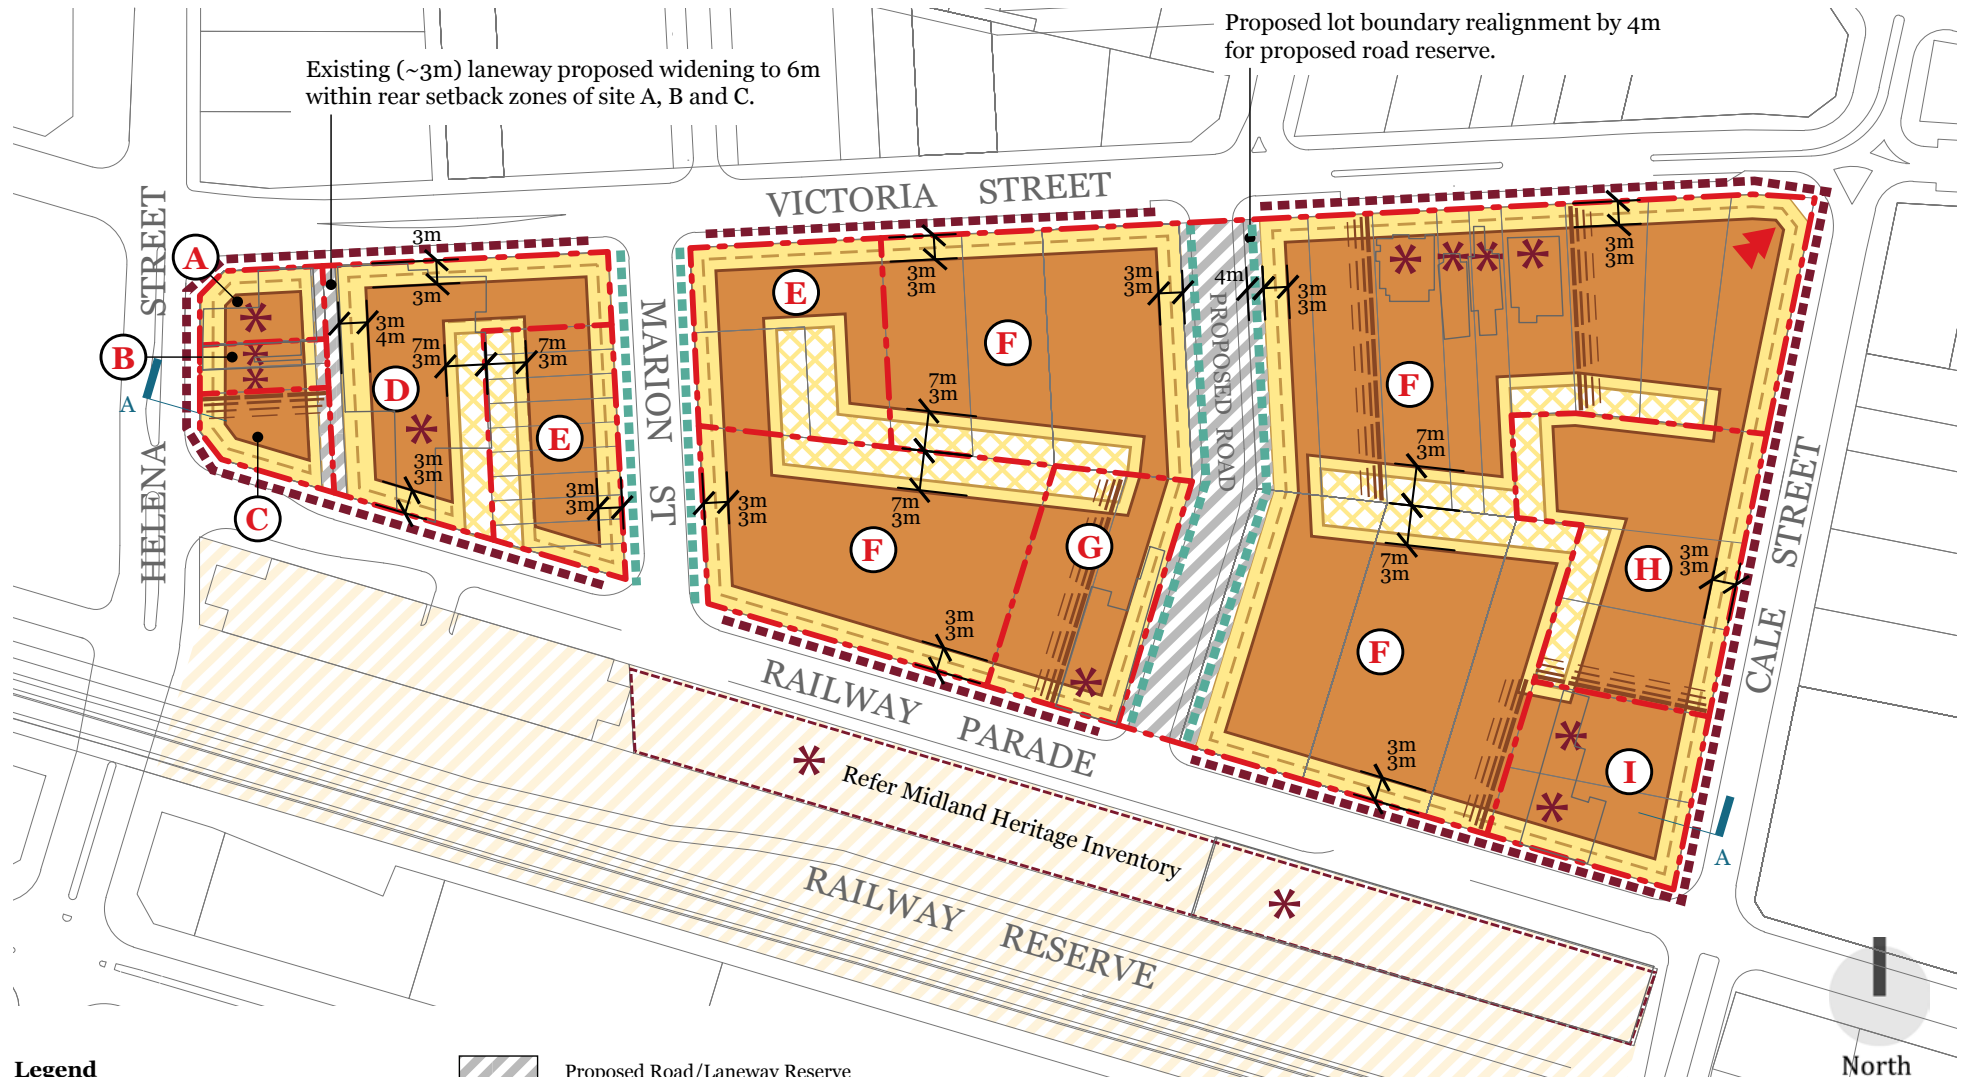 Proposed lot boundary realignment by 4m
for proposed road reserve.
Existing (~3m) laneway proposed widening to 6m
within rear setback zones of site A, B and C.
VICTORIA STREET
HELENA STREET
MARION ST
PROPOSED ROAD
CALE STREET
RAILWAY PARADE
RAILWAY RESERVE
Refer Midland Heritage Inventory
A
B
C
D
E
E
F
F
G
F
F
H
I
A
A
3m
3m
3m
4m
7m
3m
7m
3m
3m
3m
3m
3m
3m
3m
3m
3m
4m
3m
3m
3m
3m
7m
3m
7m
3m
3m
3m
3m
3m
7m
3m
7m
3m
3m
3m
3m
3m
North
Legend
Proposed Road/Laneway Reserve